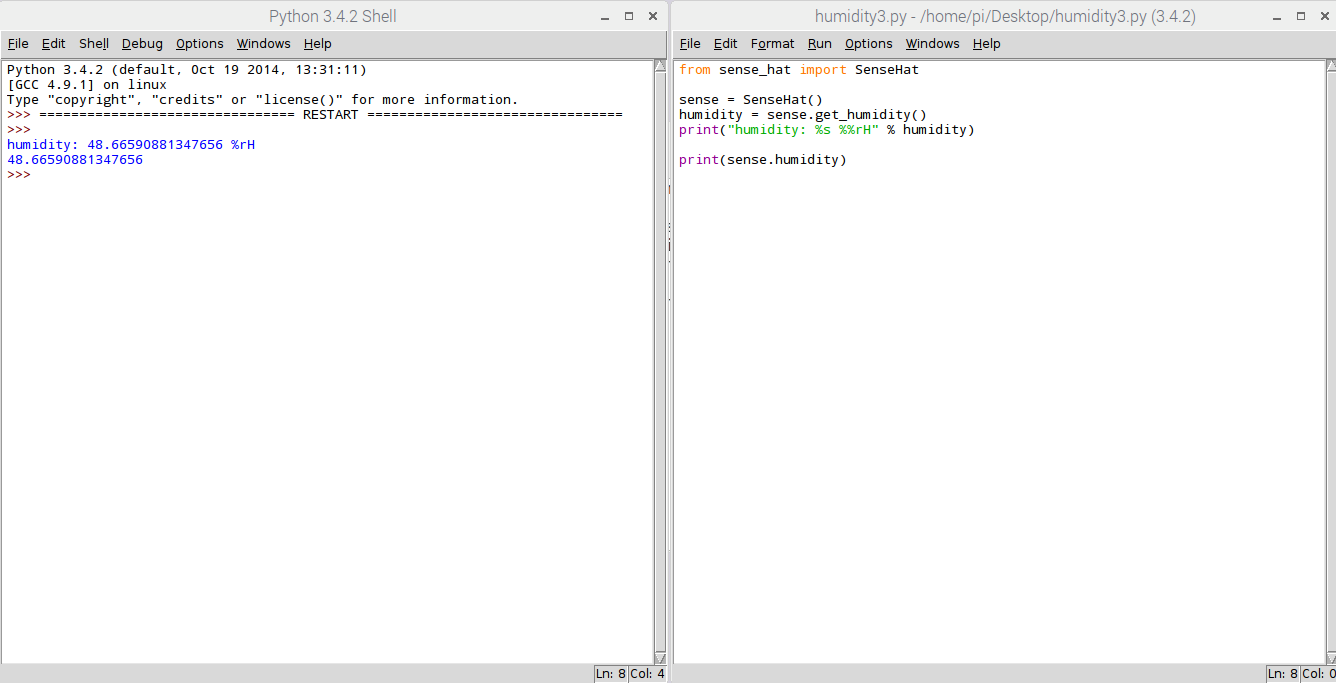 Python 3.4.2 Shell
File Edit Shell Debug Options Windows Help
Python 3.4.2 (default, Oct 19 2014, 13:31:11)
[GCC 4.9.1] on linux
Type "copyright", "credits" or "license()" for more information.
>>> ================================ RESTART ================================
>>>
humidity: 48.66590881347656 %rH
48.66590881347656
>>>
Ln: 8 Col: 4
humidity3.py - /home/pi/Desktop/humidity3.py (3.4.2)
File Edit Format Run Options Windows Help
from sense_hat import SenseHat
sense = SenseHat()
humidity = sense.get_humidity()
print("humidity: %s %%rH" % humidity)
print(sense.humidity)
Ln: 8 Col: 0